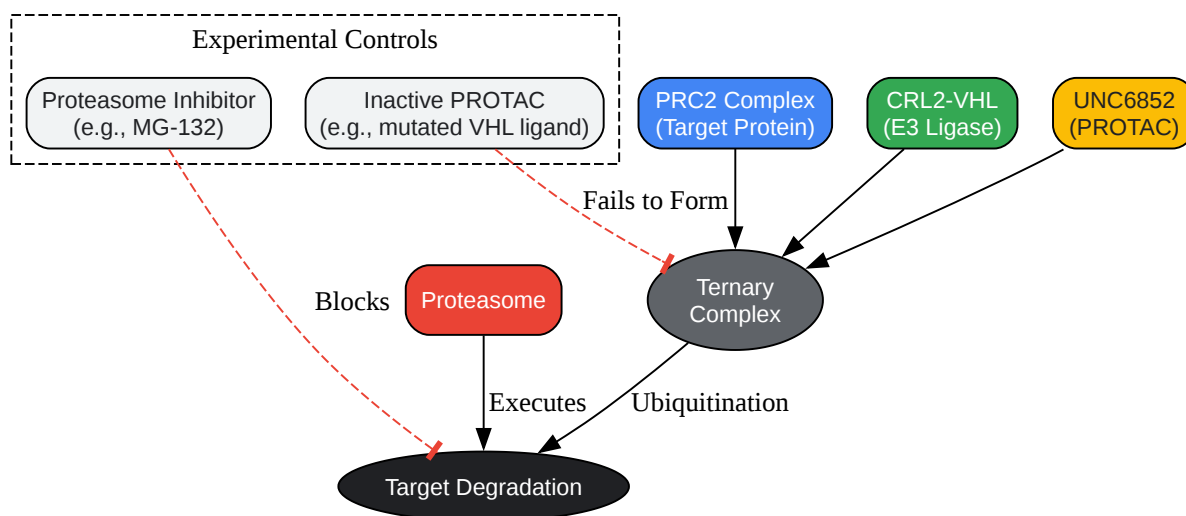 Experimental Controls
Proteasome Inhibitor
(e.g., MG-132)
Inactive PROTAC
(e.g., mutated VHL ligand)
PRC2 Complex
(Target Protein)
CRL2-VHL
(E3 Ligase)
UNC6852
(PROTAC)
Fails to Form
Ternary
Complex
Blocks
Proteasome
Executes
Ubiquitination
Target Degradation